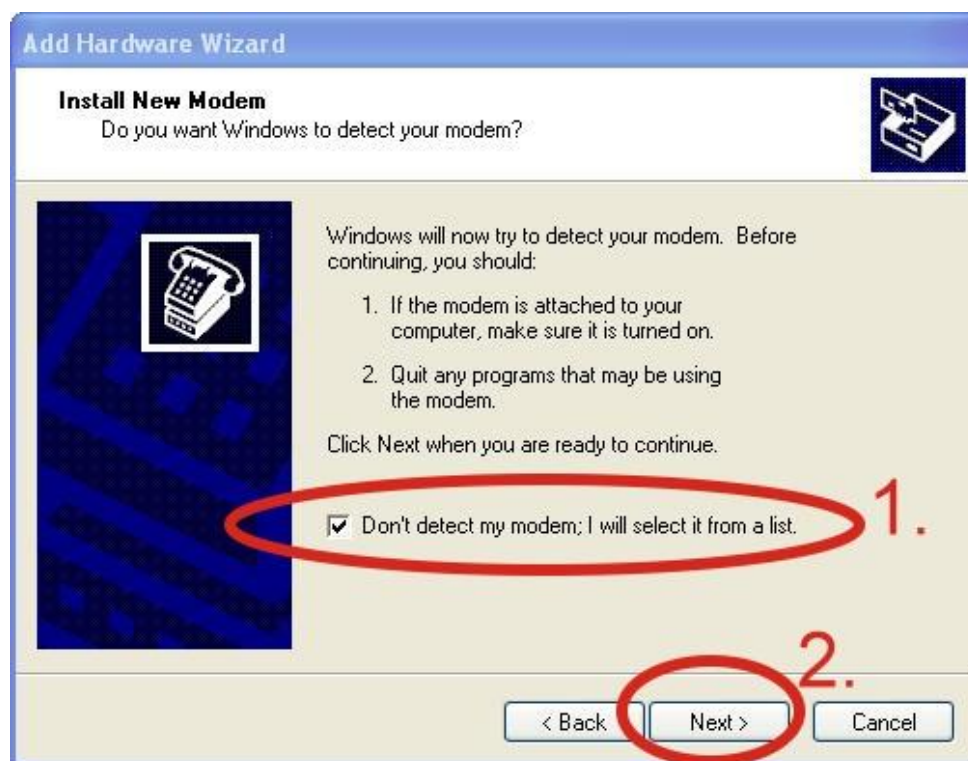 Add Hardware Wizard
Install New Modem
Do you want Windows to detect your modem?
Windows will now try to detect your modem. Before
continuing, you should:
1. If the modem is attached to your
computer, make sure it is turned on.
2. Quit any programs that may be using
the modem.
Click Next when you are ready to continue.
Don't detect my modem; I will select it from a list.
1.
2.
< Back
Next >
Cancel